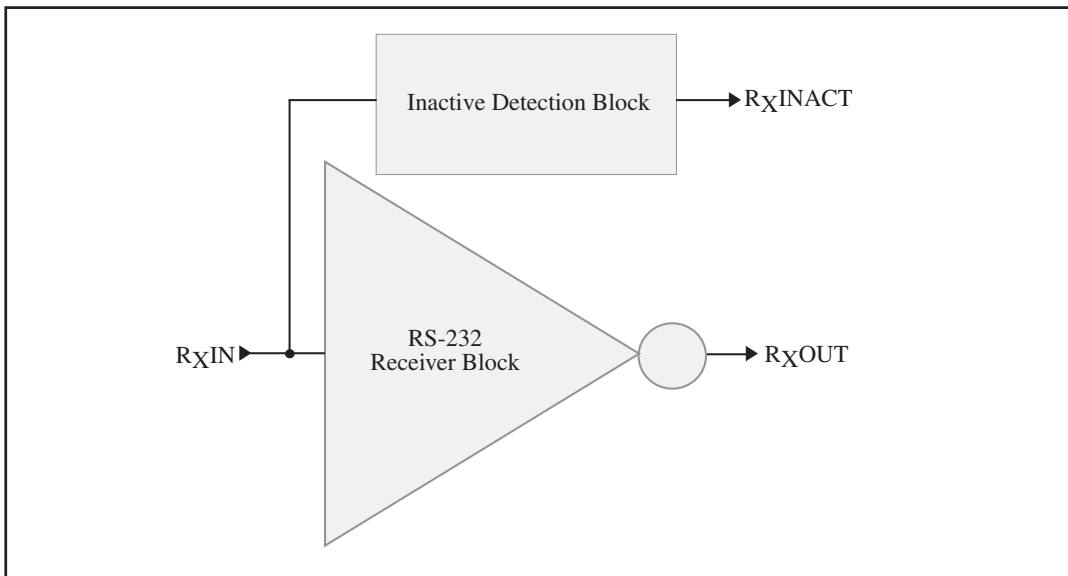 Inactive Detection Block
RXINACT
RS-232
Receiver Block
RXIN
RXOUT